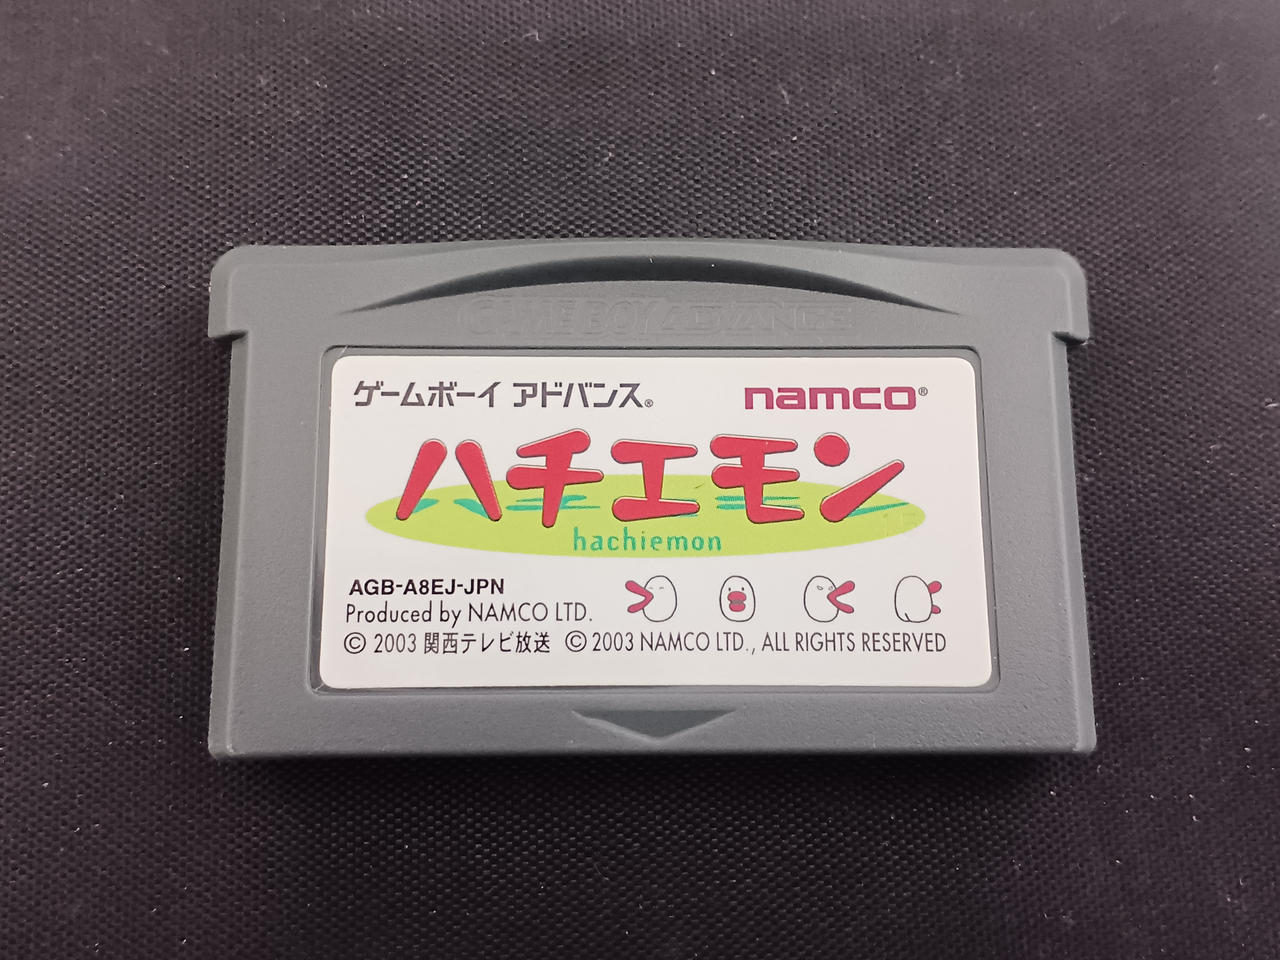 GAME BOY ADVANCE
ゲームボーイ アドバンス® namco®
ハチエモン
hachiemon
AGB-A8EJ-JPN
Produced by NAMCO LTD.
© 2003 関西テレビ放送 © 2003 NAMCO LTD., ALL RIGHTS RESERVED